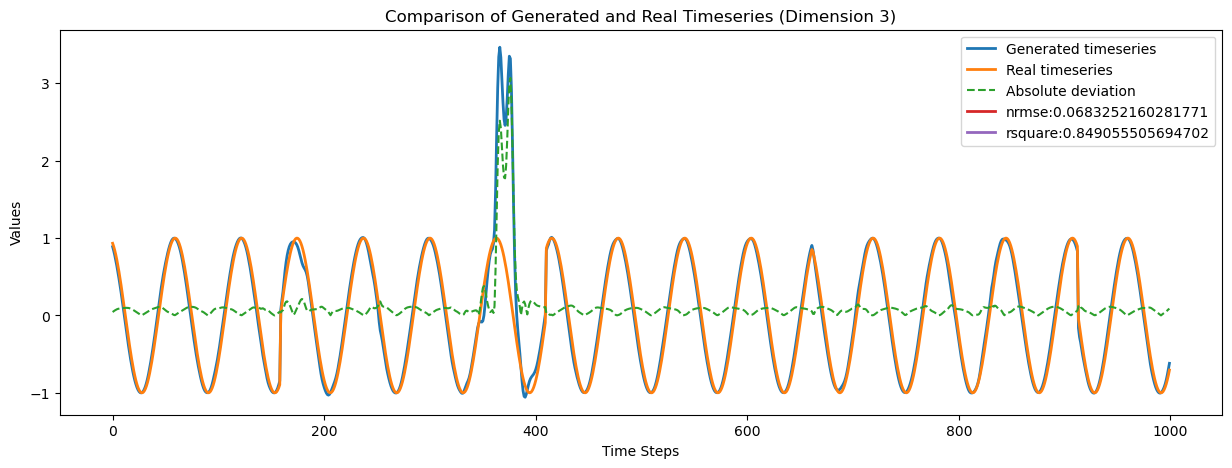 Comparison of Generated and Real Timeseries (Dimension 3)
Generated timeseries
Real timeseries
Absolute deviation
nrmse:0.0683252160281771
rsquare:0.849055505694702
Values
3
2
1
0
−1
0
200
400
600
800
1000
Time Steps